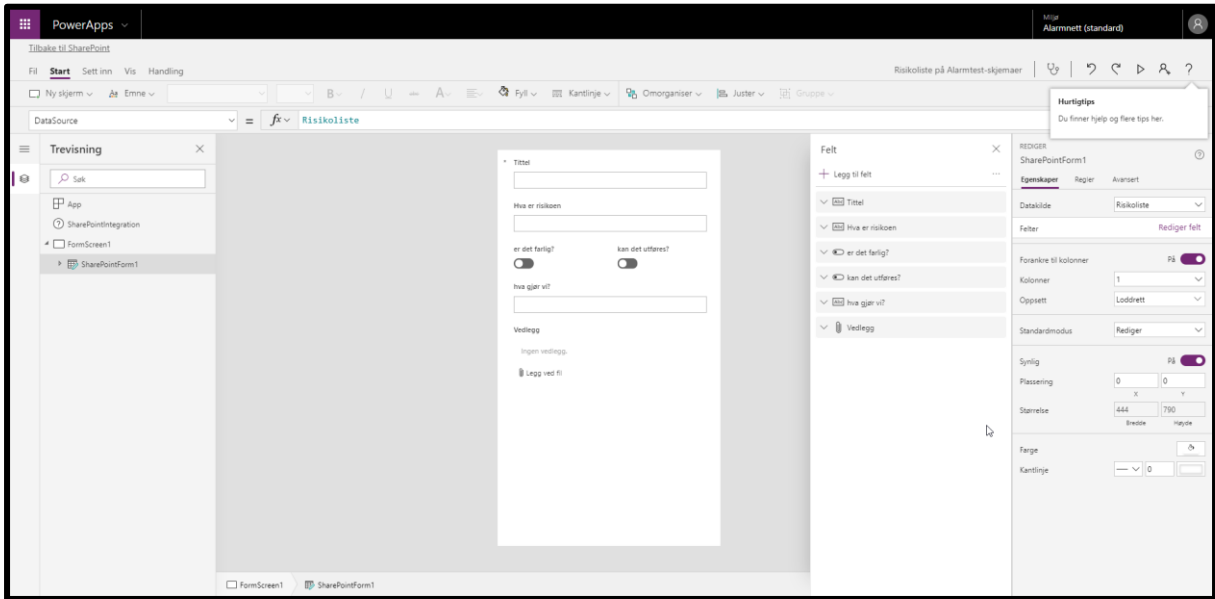 PowerApps
Miljø
Alarmnett (standard)
Tilbake til SharePoint
Fil Start Sett inn Vis Handling
Risikoliste på Alarmtest-skjemaer
Ny skjerm Emne B / U A Fyll Kantlinje Omorganiser Juster Gruppe
Hurtigtips
Du finner hjelp og flere tips her.
DataSource = fx Risikoliste
Trevisning
Søk
App
SharePointIntegration
FormScreen1
SharePointForm1
* Tittel
Hva er risikoen
er det farlig? kan det utføres?
hva gjør vi?
Vedlegg
Ingen vedlegg.
Legg ved fil
Felt
Legg til felt
Abc Tittel
Abc Hva er risikoen
er det farlig?
kan det utføres?
Abc hva gjør vi?
Vedlegg
REDIGER
SharePointForm1
Egenskaper Regler Avansert
Datakilde Risikoliste
Felter Rediger felt
Forankre til kolonner På
Kolonner 1
Oppsett Loddrett
Standardmodus Rediger
Synlig På
Plassering 0 0
X Y
Størrelse 444 790
Bredde Høyde
Farge
Kantlinje 0
FormScreen1 SharePointForm1